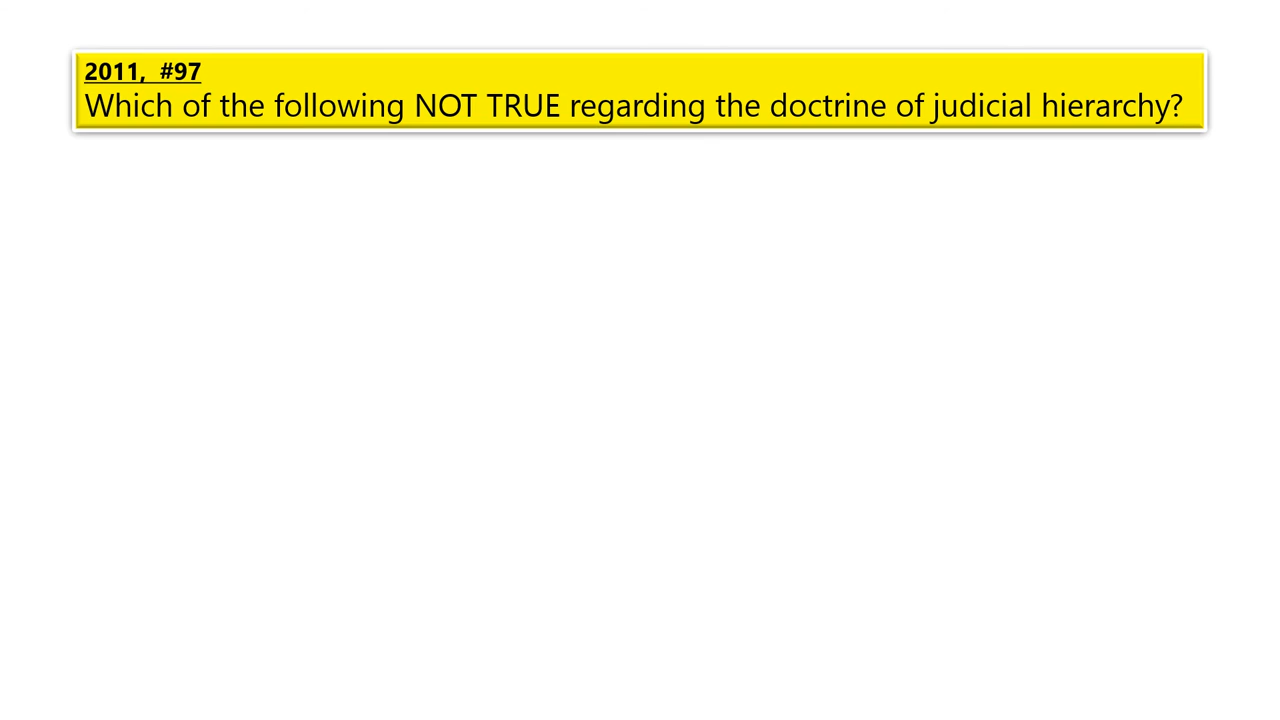 2011, #97
Which of the following NOT TRUE regarding the doctrine of judicial hierarchy?